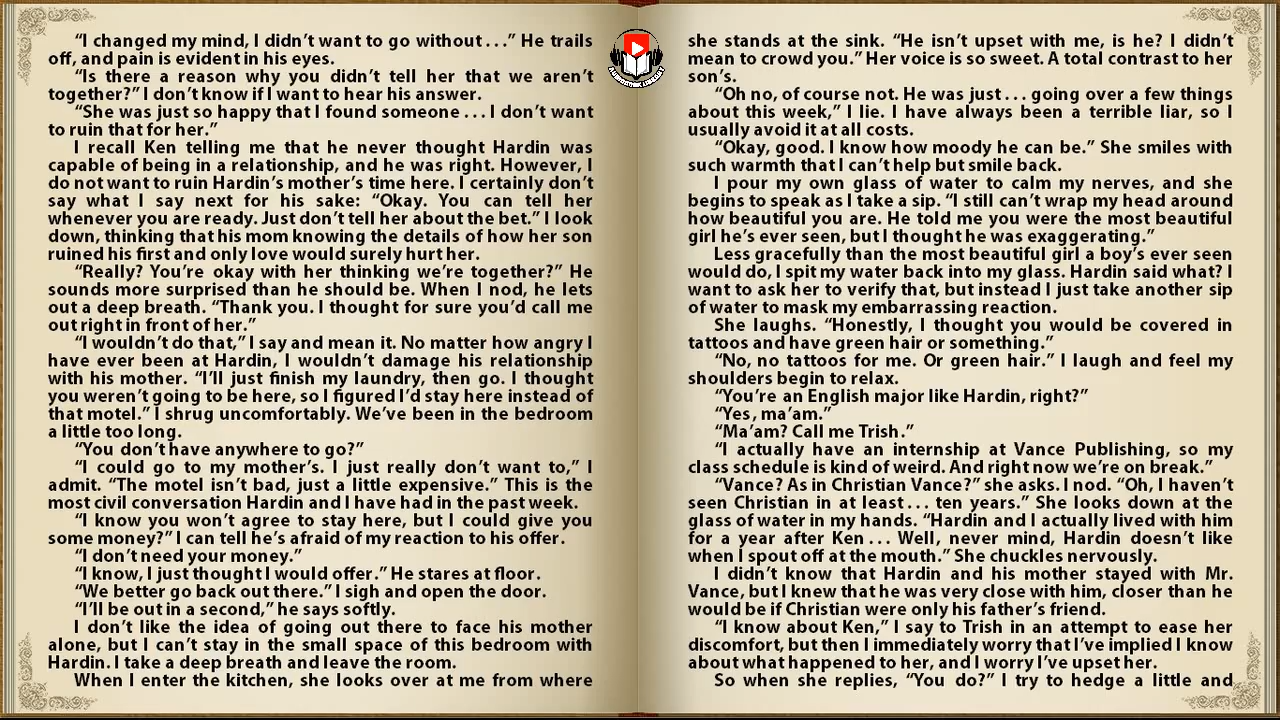 “I changed my mind, I didn’t want to go without . . .” He trails
off, and pain is evident in his eyes.
“Is there a reason why you didn’t tell her that we aren’t
together?” I don’t know if I want to hear his answer.
“She was just so happy that I found someone . . . I don’t want
to ruin that for her.”
I recall Ken telling me that he never thought Hardin was
capable of being in a relationship, and he was right. However, I
do not want to ruin Hardin’s mother’s time here. I certainly don’t
say what I say next for his sake: “Okay. You can tell her
whenever you are ready. Just don’t tell her about the bet.” I look
down, thinking that his mom knowing the details of how her son
ruined his first and only love would surely hurt her.
“Really? You’re okay with her thinking we’re together?” He
sounds more surprised than he should be. When I nod, he lets
out a deep breath. “Thank you. I thought for sure you’d call me
out right in front of her.”
“I wouldn’t do that,” I say and mean it. No matter how angry I
have ever been at Hardin, I wouldn’t damage his relationship
with his mother. “I’ll just finish my laundry, then go. I thought
you weren’t going to be here, so I figured I’d stay here instead of
that motel.” I shrug uncomfortably. We’ve been in the bedroom
a little too long.
“You don’t have anywhere to go?”
“I could go to my mother’s. I just really don’t want to,” I
admit. “The motel isn’t bad, just a little expensive.” This is the
most civil conversation Hardin and I have had in the past week.
“I know you won’t agree to stay here, but I could give you
some money?” I can tell he’s afraid of my reaction to his offer.
“I don’t need your money.”
“I know, I just thought I would offer.” He stares at floor.
“We better go back out there.” I sigh and open the door.
“I’ll be out in a second,” he says softly.
I don’t like the idea of going out there to face his mother
alone, but I can’t stay in the small space of this bedroom with
Hardin. I take a deep breath and leave the room.
When I enter the kitchen, she looks over at me from where
she stands at the sink. “He isn’t upset with me, is he? I didn’t
mean to crowd you.” Her voice is so sweet. A total contrast to her
son’s.
“Oh no, of course not. He was just . . . going over a few things
about this week,” I lie. I have always been a terrible liar, so I
usually avoid it at all costs.
“Okay, good. I know how moody he can be.” She smiles with
such warmth that I can’t help but smile back.
I pour my own glass of water to calm my nerves, and she
begins to speak as I take a sip. “I still can’t wrap my head around
how beautiful you are. He told me you were the most beautiful
girl he’s ever seen, but I thought he was exaggerating.”
Less gracefully than the most beautiful girl a boy’s ever seen
would do, I spit my water back into my glass. Hardin said what? I
want to ask her to verify that, but instead I just take another sip
of water to mask my embarrassing reaction.
She laughs. “Honestly, I thought you would be covered in
tattoos and have green hair or something.”
“No, no tattoos for me. Or green hair.” I laugh and feel my
shoulders begin to relax.
“You’re an English major like Hardin, right?”
“Yes, ma’am.”
“Ma’am? Call me Trish.”
“I actually have an internship at Vance Publishing, so my
class schedule is kind of weird. And right now we’re on break.”
“Vance? As in Christian Vance?” she asks. I nod. “Oh, I haven’t
seen Christian in at least . . . ten years.” She looks down at the
glass of water in my hands. “Hardin and I actually lived with him
for a year after Ken . . . Well, never mind, Hardin doesn’t like
when I spout off at the mouth.” She chuckles nervously.
I didn’t know that Hardin and his mother stayed with Mr.
Vance, but I knew that he was very close with him, closer than he
would be if Christian were only his father’s friend.
“I know about Ken,” I say to Trish in an attempt to ease her
discomfort, but then I immediately worry that I’ve implied I know
about what happened to her, and I worry I’ve upset her.
So when she replies, “You do?” I try to hedge a little and